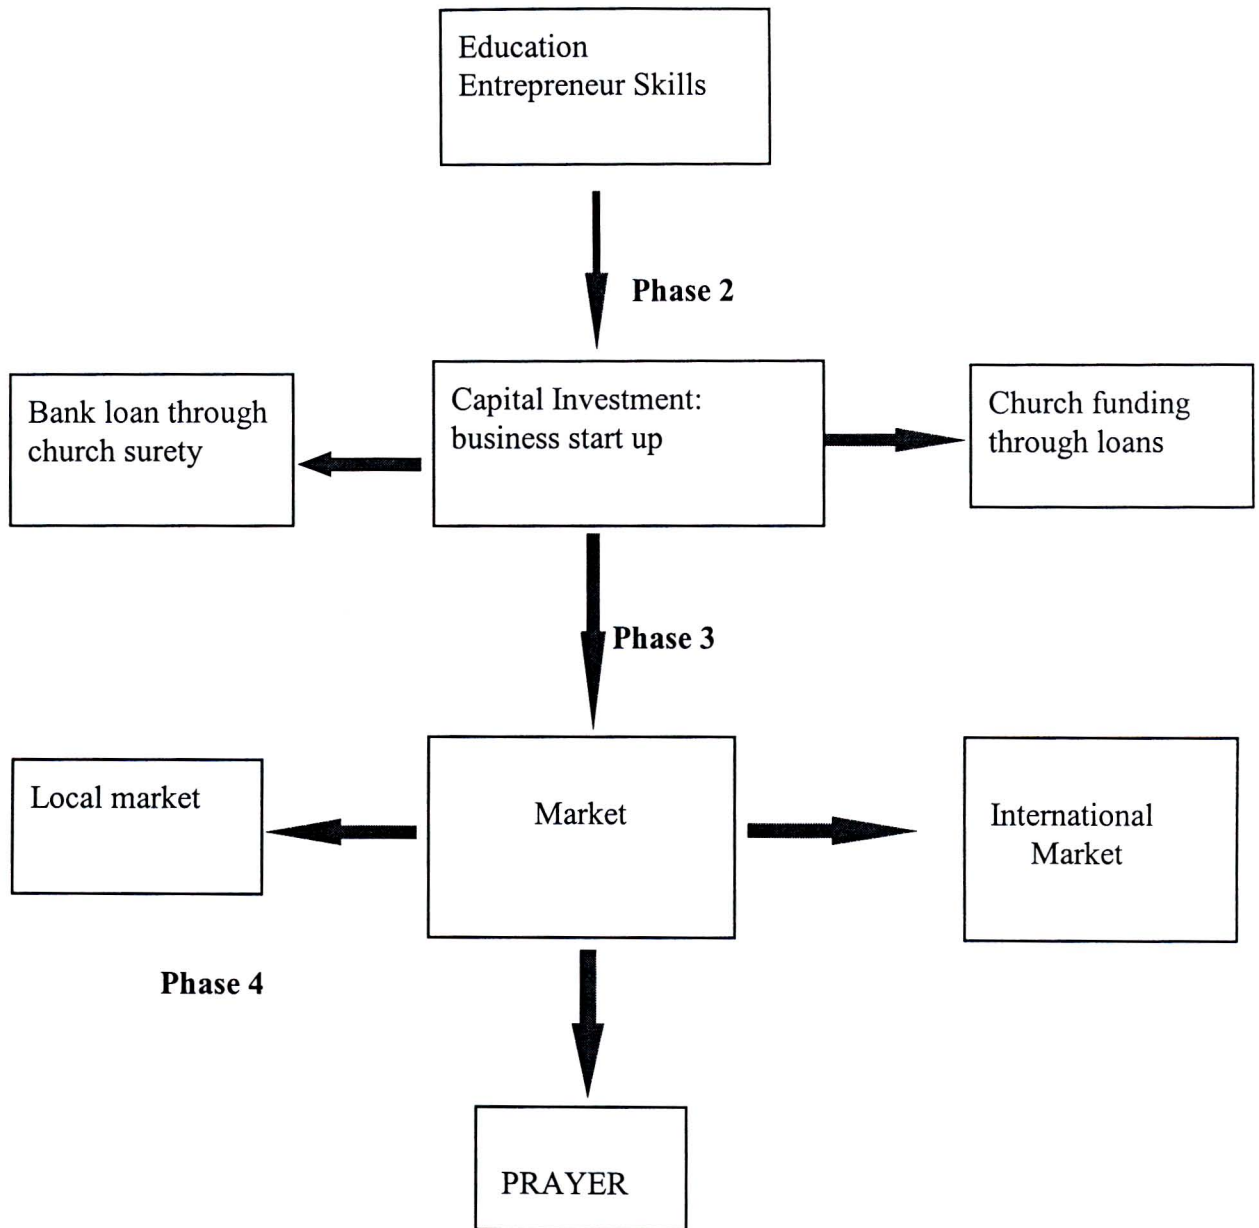 Education
Entrepreneur Skills
Phase 2
Bank loan through
church surety
Capital Investment:
business start up
Church funding
through loans
Phase 3
Local market
Market
International
Market
Phase 4
PRAYER